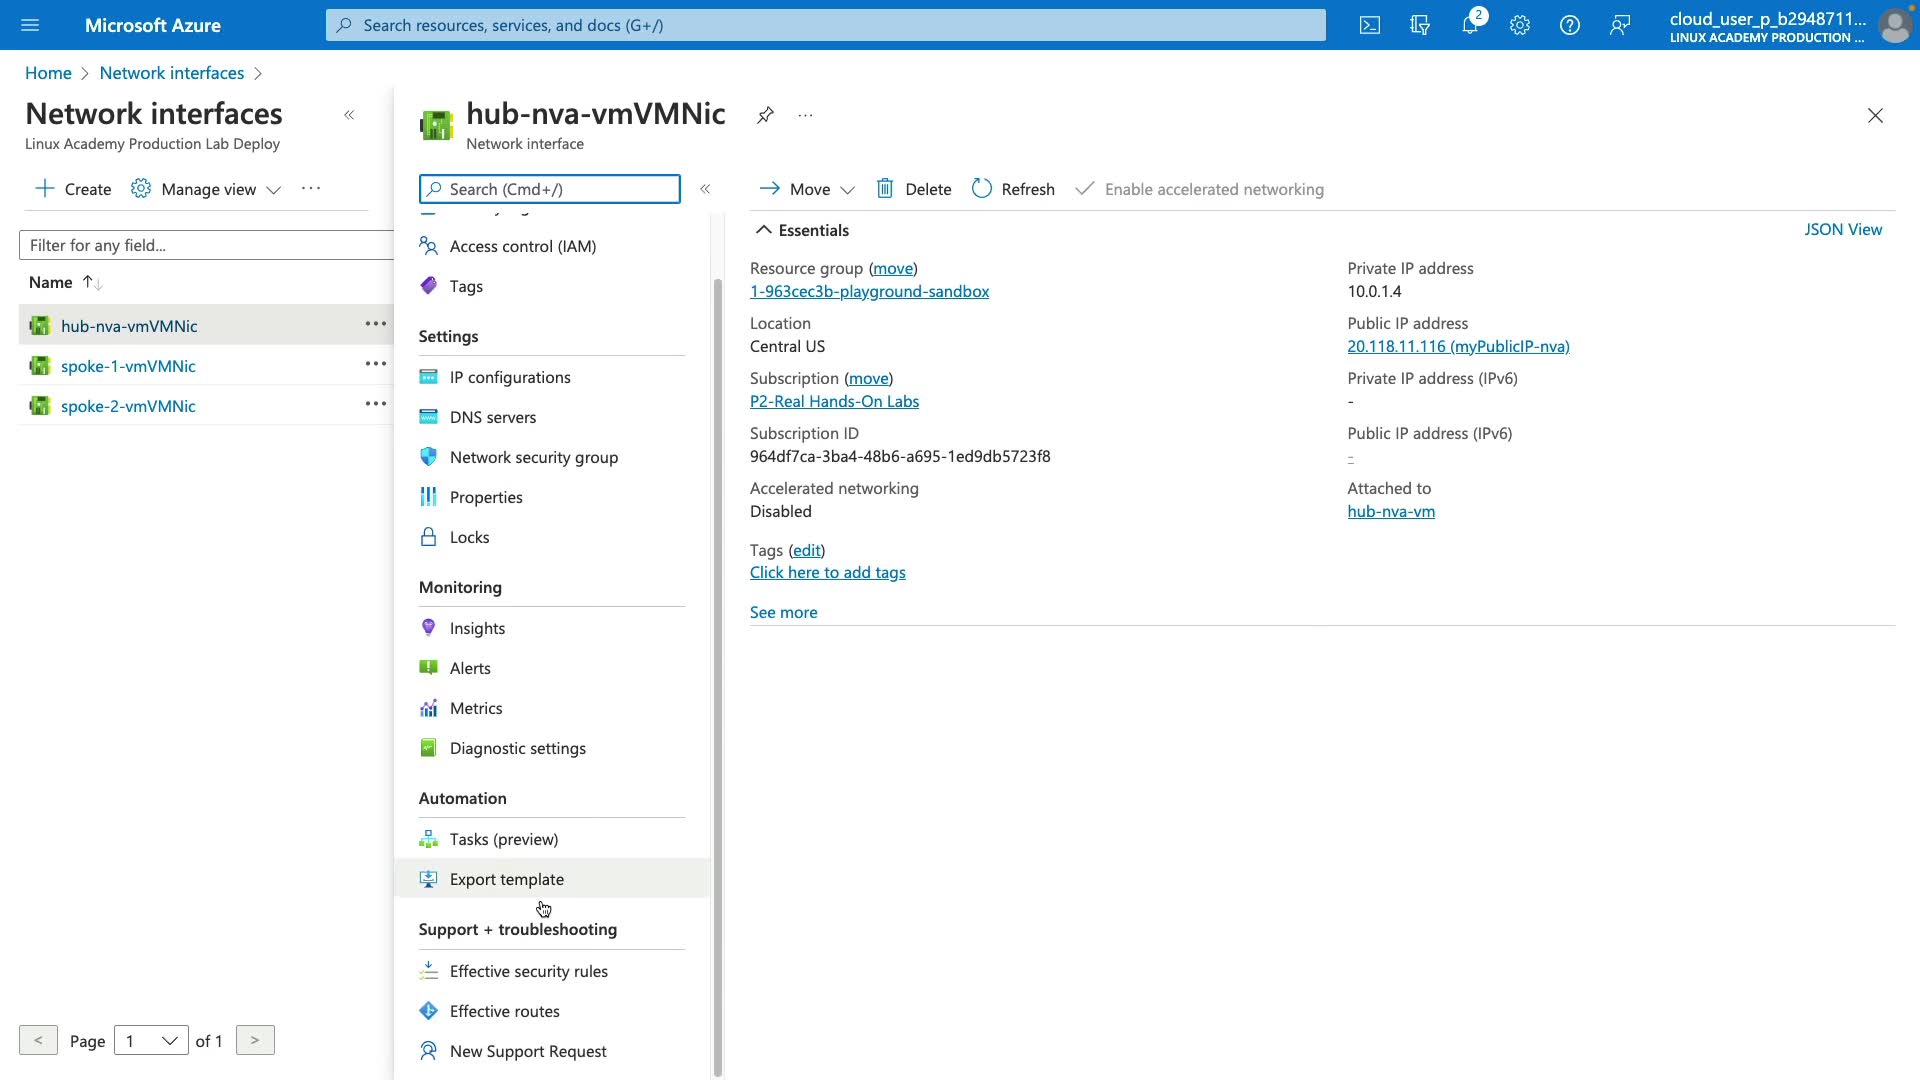 Microsoft Azure
Search resources, services, and docs (G+/)
2
cloud_user_p_b2948711...
LINUX ACADEMY PRODUCTION ...
Home > Network interfaces >
Network interfaces
Linux Academy Production Lab Deploy
Create
Manage view
Filter for any field...
Name
hub-nva-vmVMNic
spoke-1-vmVMNic
spoke-2-vmVMNic
< Page 1 of 1 >
hub-nva-vmVMNic
Network interface
Search (Cmd+/)
Access control (IAM)
Tags
Settings
IP configurations
DNS servers
Network security group
Properties
Locks
Monitoring
Insights
Alerts
Metrics
Diagnostic settings
Automation
Tasks (preview)
Export template
Support + troubleshooting
Effective security rules
Effective routes
New Support Request
Move
Delete
Refresh
Enable accelerated networking
Essentials
JSON View
Resource group (move)
1-963cec3b-playground-sandbox
Location
Central US
Subscription (move)
P2-Real Hands-On Labs
Subscription ID
964df7ca-3ba4-48b6-a695-1ed9db5723f8
Accelerated networking
Disabled
Tags (edit)
Click here to add tags
See more
Private IP address
10.0.1.4
Public IP address
20.118.11.116 (myPublicIP-nva)
Private IP address (IPv6)
-
Public IP address (IPv6)
-
Attached to
hub-nva-vm